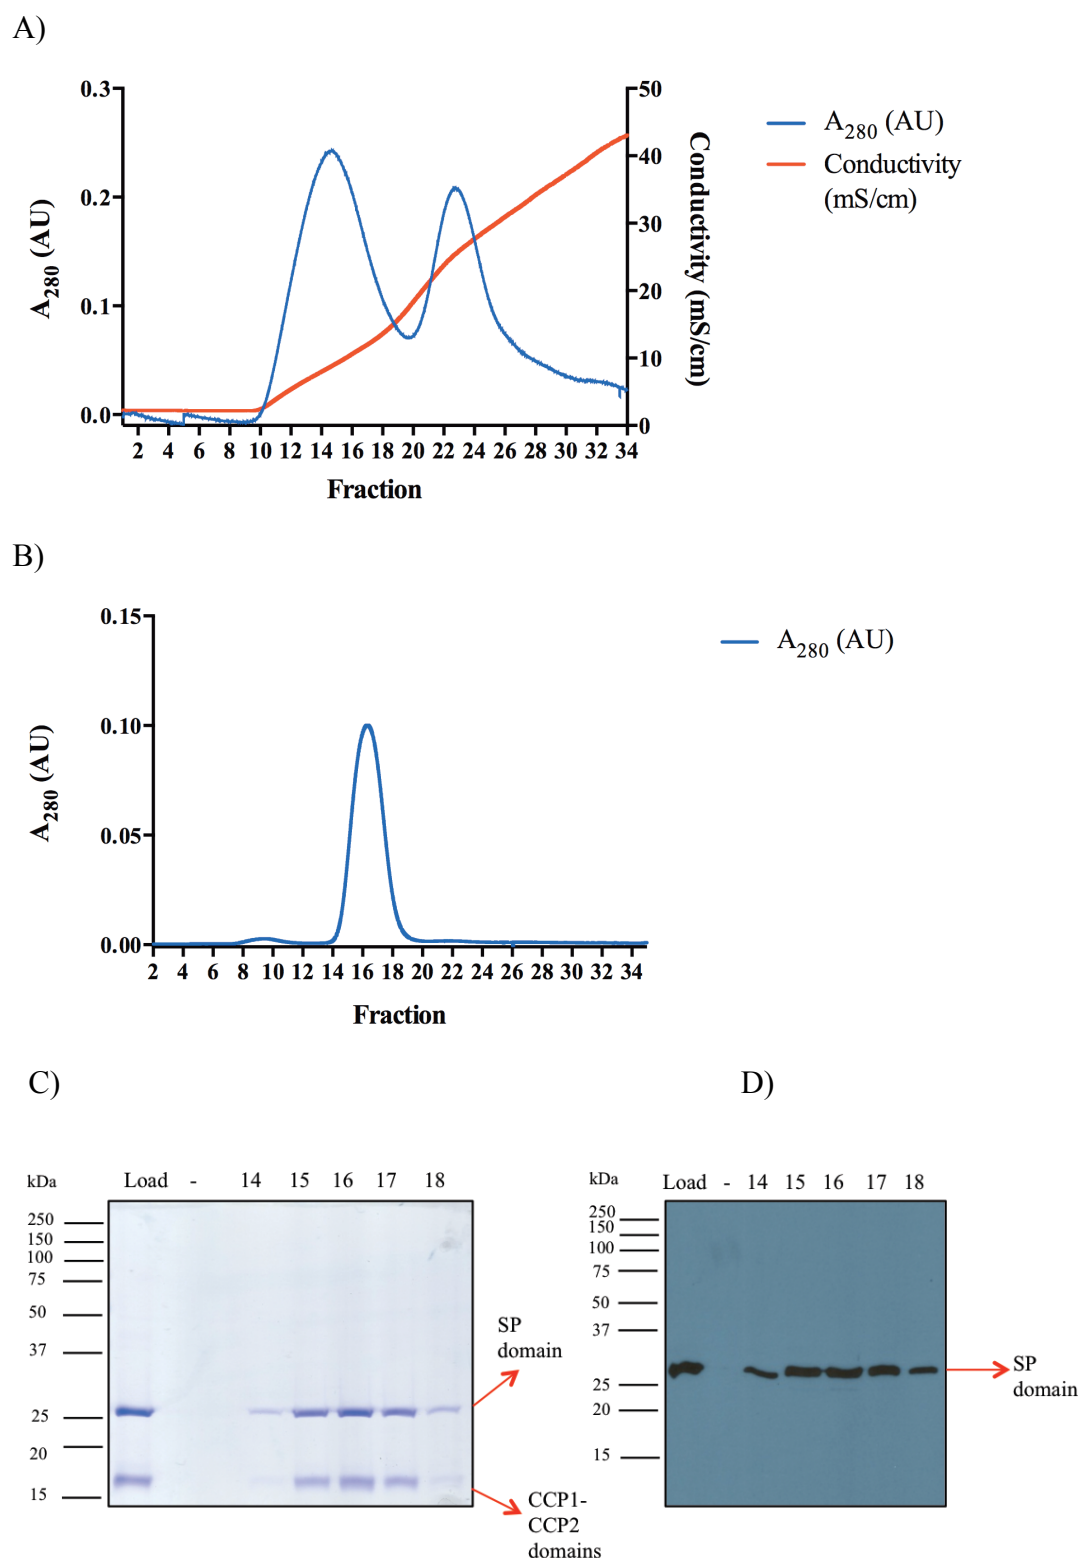 A)
0.3
0.2
0.1
0.0
A280 (AU)
50
40
30
20
10
0
Conductivity (mS/cm)
2 4 6 8 10 12 14 16 18 20 22 24 26 28 30 32 34
Fraction
A280 (AU)
Conductivity
(mS/cm)
B)
0.15
0.10
0.05
0.00
A280 (AU)
2 4 6 8 10 12 14 16 18 20 22 24 26 28 30 32 34
Fraction
A280 (AU)
C)
kDa Load - 14 15 16 17 18
250
150
100
75
50
37
25
20
15
SP
domain
CCP1-
CCP2
domains
D)
kDa Load - 14 15 16 17 18
250
150
100
75
50
37
25
20
15
SP
domain